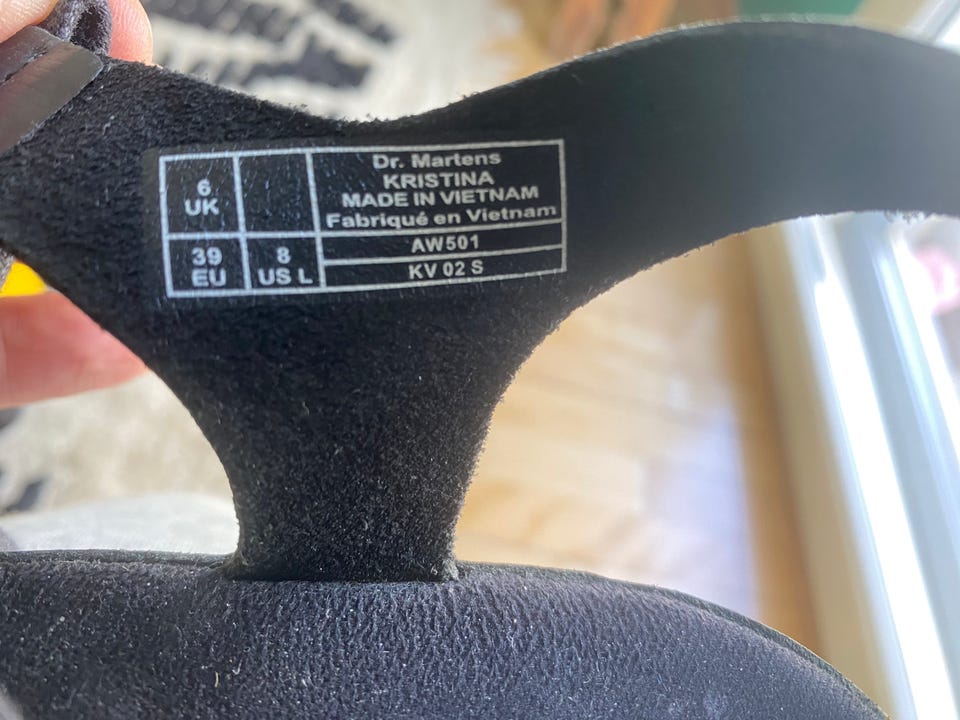 6
UK
Dr. Martens
KRISTINA
MADE IN VIETNAM
Fabriqué en Vietnam
39
EU
8
US L
AW501
KV 02 S